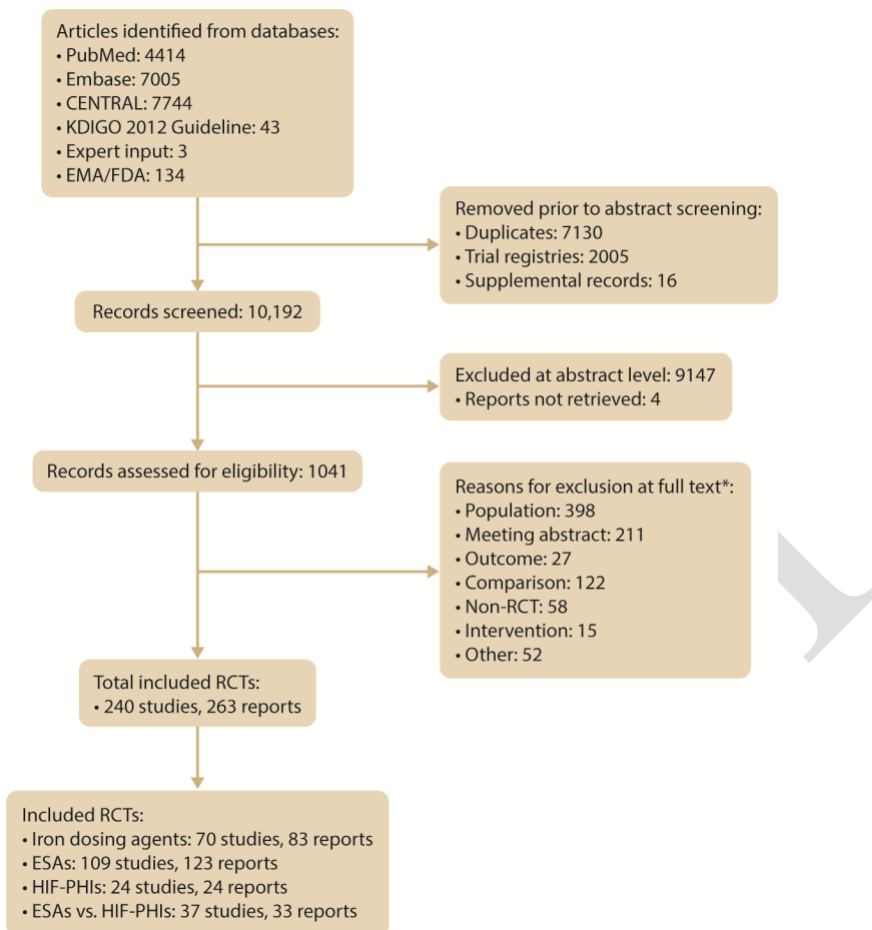 Articles identified from databases:
• PubMed: 4414
• Embase: 7005
• CENTRAL: 7744
• KDIGO 2012 Guideline: 43
• Expert input: 3
• EMA/FDA: 134
Removed prior to abstract screening:
• Duplicates: 7130
• Trial registries: 2005
• Supplemental records: 16
Records screened: 10,192
Excluded at abstract level: 9147
• Reports not retrieved: 4
Records assessed for eligibility: 1041
Reasons for exclusion at full text*:
• Population: 398
• Meeting abstract: 211
• Outcome: 27
• Comparison: 122
• Non-RCT: 58
• Intervention: 15
• Other: 52
Total included RCTs:
• 240 studies, 263 reports
Included RCTs:
• Iron dosing agents: 70 studies, 83 reports
• ESAs: 109 studies, 123 reports
• HIF-PHIs: 24 studies, 24 reports
• ESAs vs. HIF-PHIs: 37 studies, 33 reports